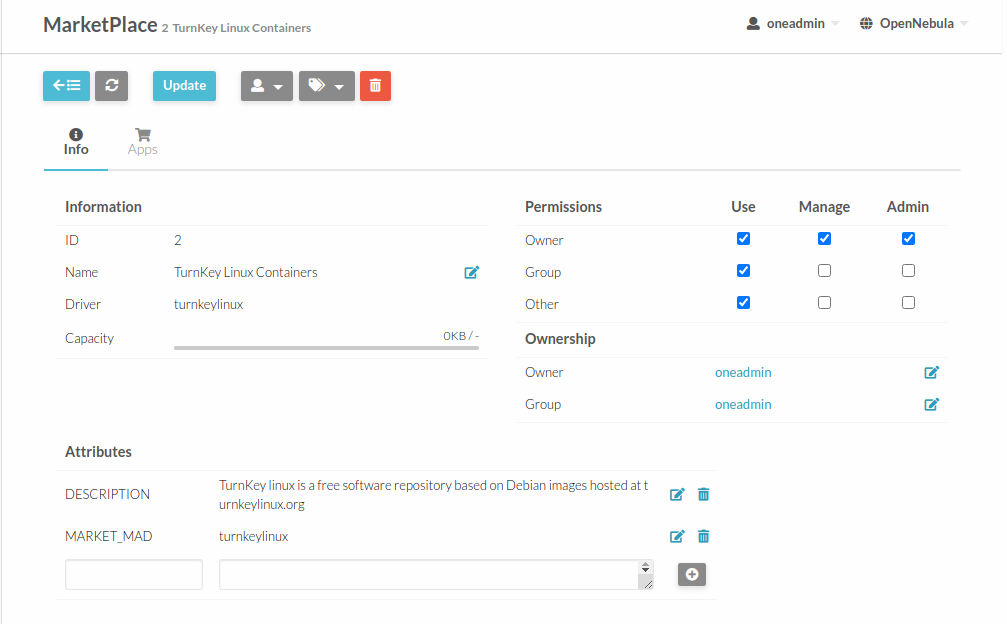 MarketPlace 2 TurnKey Linux Containers
oneadmin
OpenNebula
Update
Info
Apps
Information
ID 2
Name TurnKey Linux Containers
Driver turnkeylinux
Capacity 0KB / -
Permissions Use Manage Admin
Owner
Group
Other
Ownership
Owner oneadmin
Group oneadmin
Attributes
DESCRIPTION TurnKey linux is a free software repository based on Debian images hosted at t
urnkeylinux.org
MARKET_MAD turnkeylinux